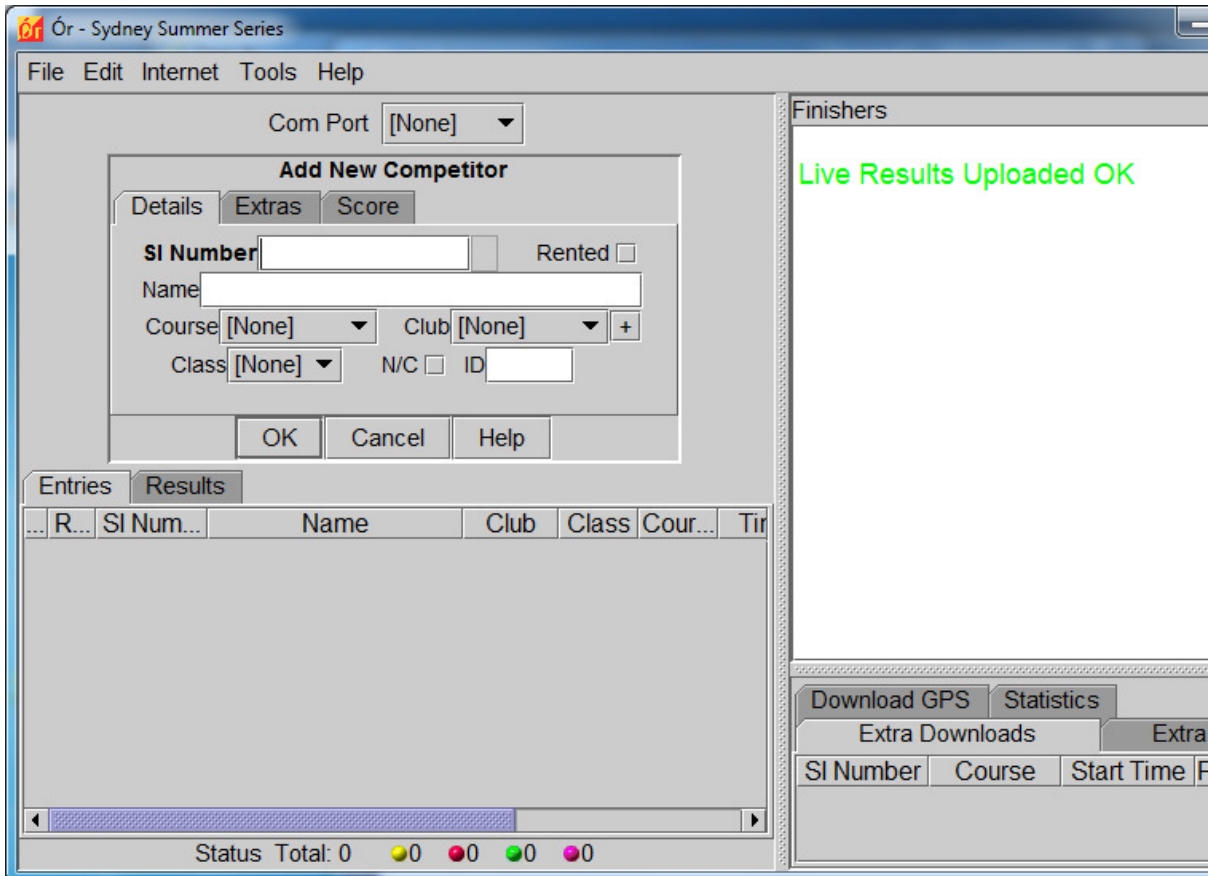 Ór Ór - Sydney Summer Series
File Edit Internet Tools Help
Com Port [None]
Add New Competitor
Details Extras Score
SI Number Rented
Name
Course [None] Club [None] +
Class [None] N/C ID
OK Cancel Help
Entries Results
... R... SI Num... Name Club Class Cour...
Status Total: 0 0 0 0 0
Finishers
Live Results Uploaded OK
Download GPS Statistics
Extra Downloads Extra
SI Number Course Start Time